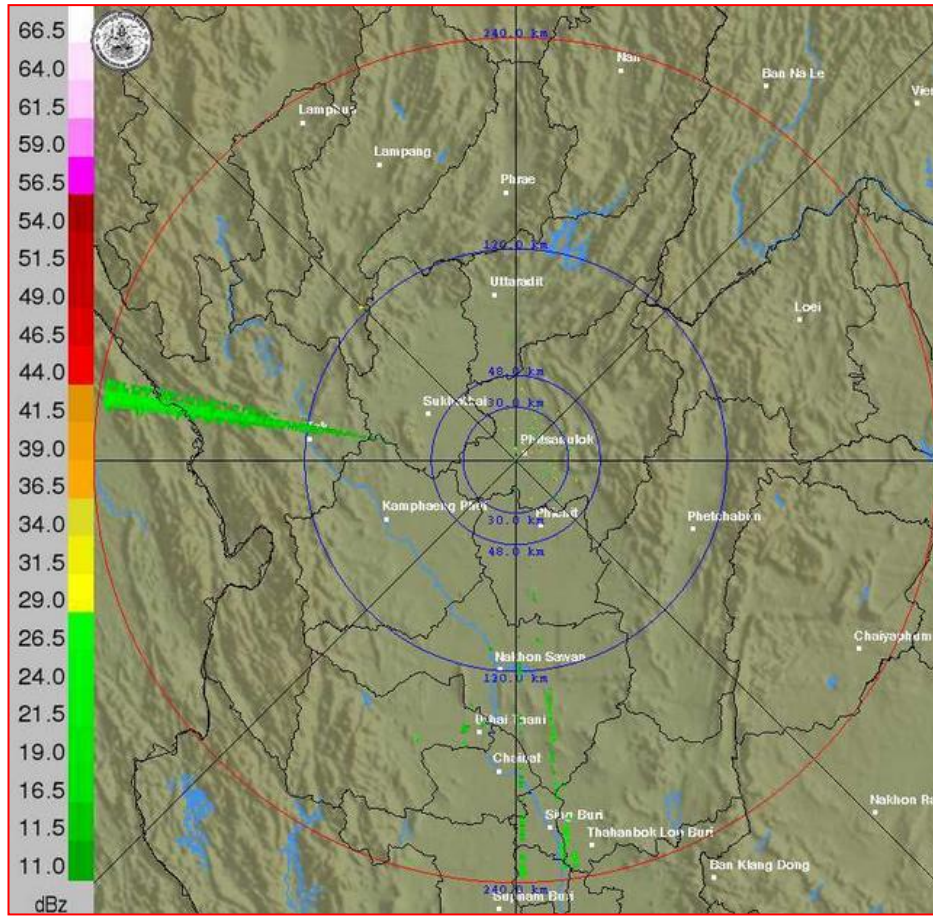 66.5
64.0
61.5
59.0
56.5
54.0
51.5
49.0
46.5
44.0
41.5
39.0
36.5
34.0
31.5
29.0
26.5
24.0
21.5
19.0
16.5
11.5
11.0
dBz
240.0 km
Nan
Ban Na Le
Lamphun
Lampang
Phrae
120.0 km
Uttaradit
Loei
48.0 km
Sukhothai
30.0 km
Phitsanulok
Kamphaeng Phet
Phichit
30.0 km
Phetchabun
48.0 km
Chaiyaphum
Nakhon Sawan
120.0 km
Uthai Thani
Chainat
Nakhon Ra
Sing Buri
Thahanbok Lop Buri
Ban Klang Dong
240.0 km
Supham Buri